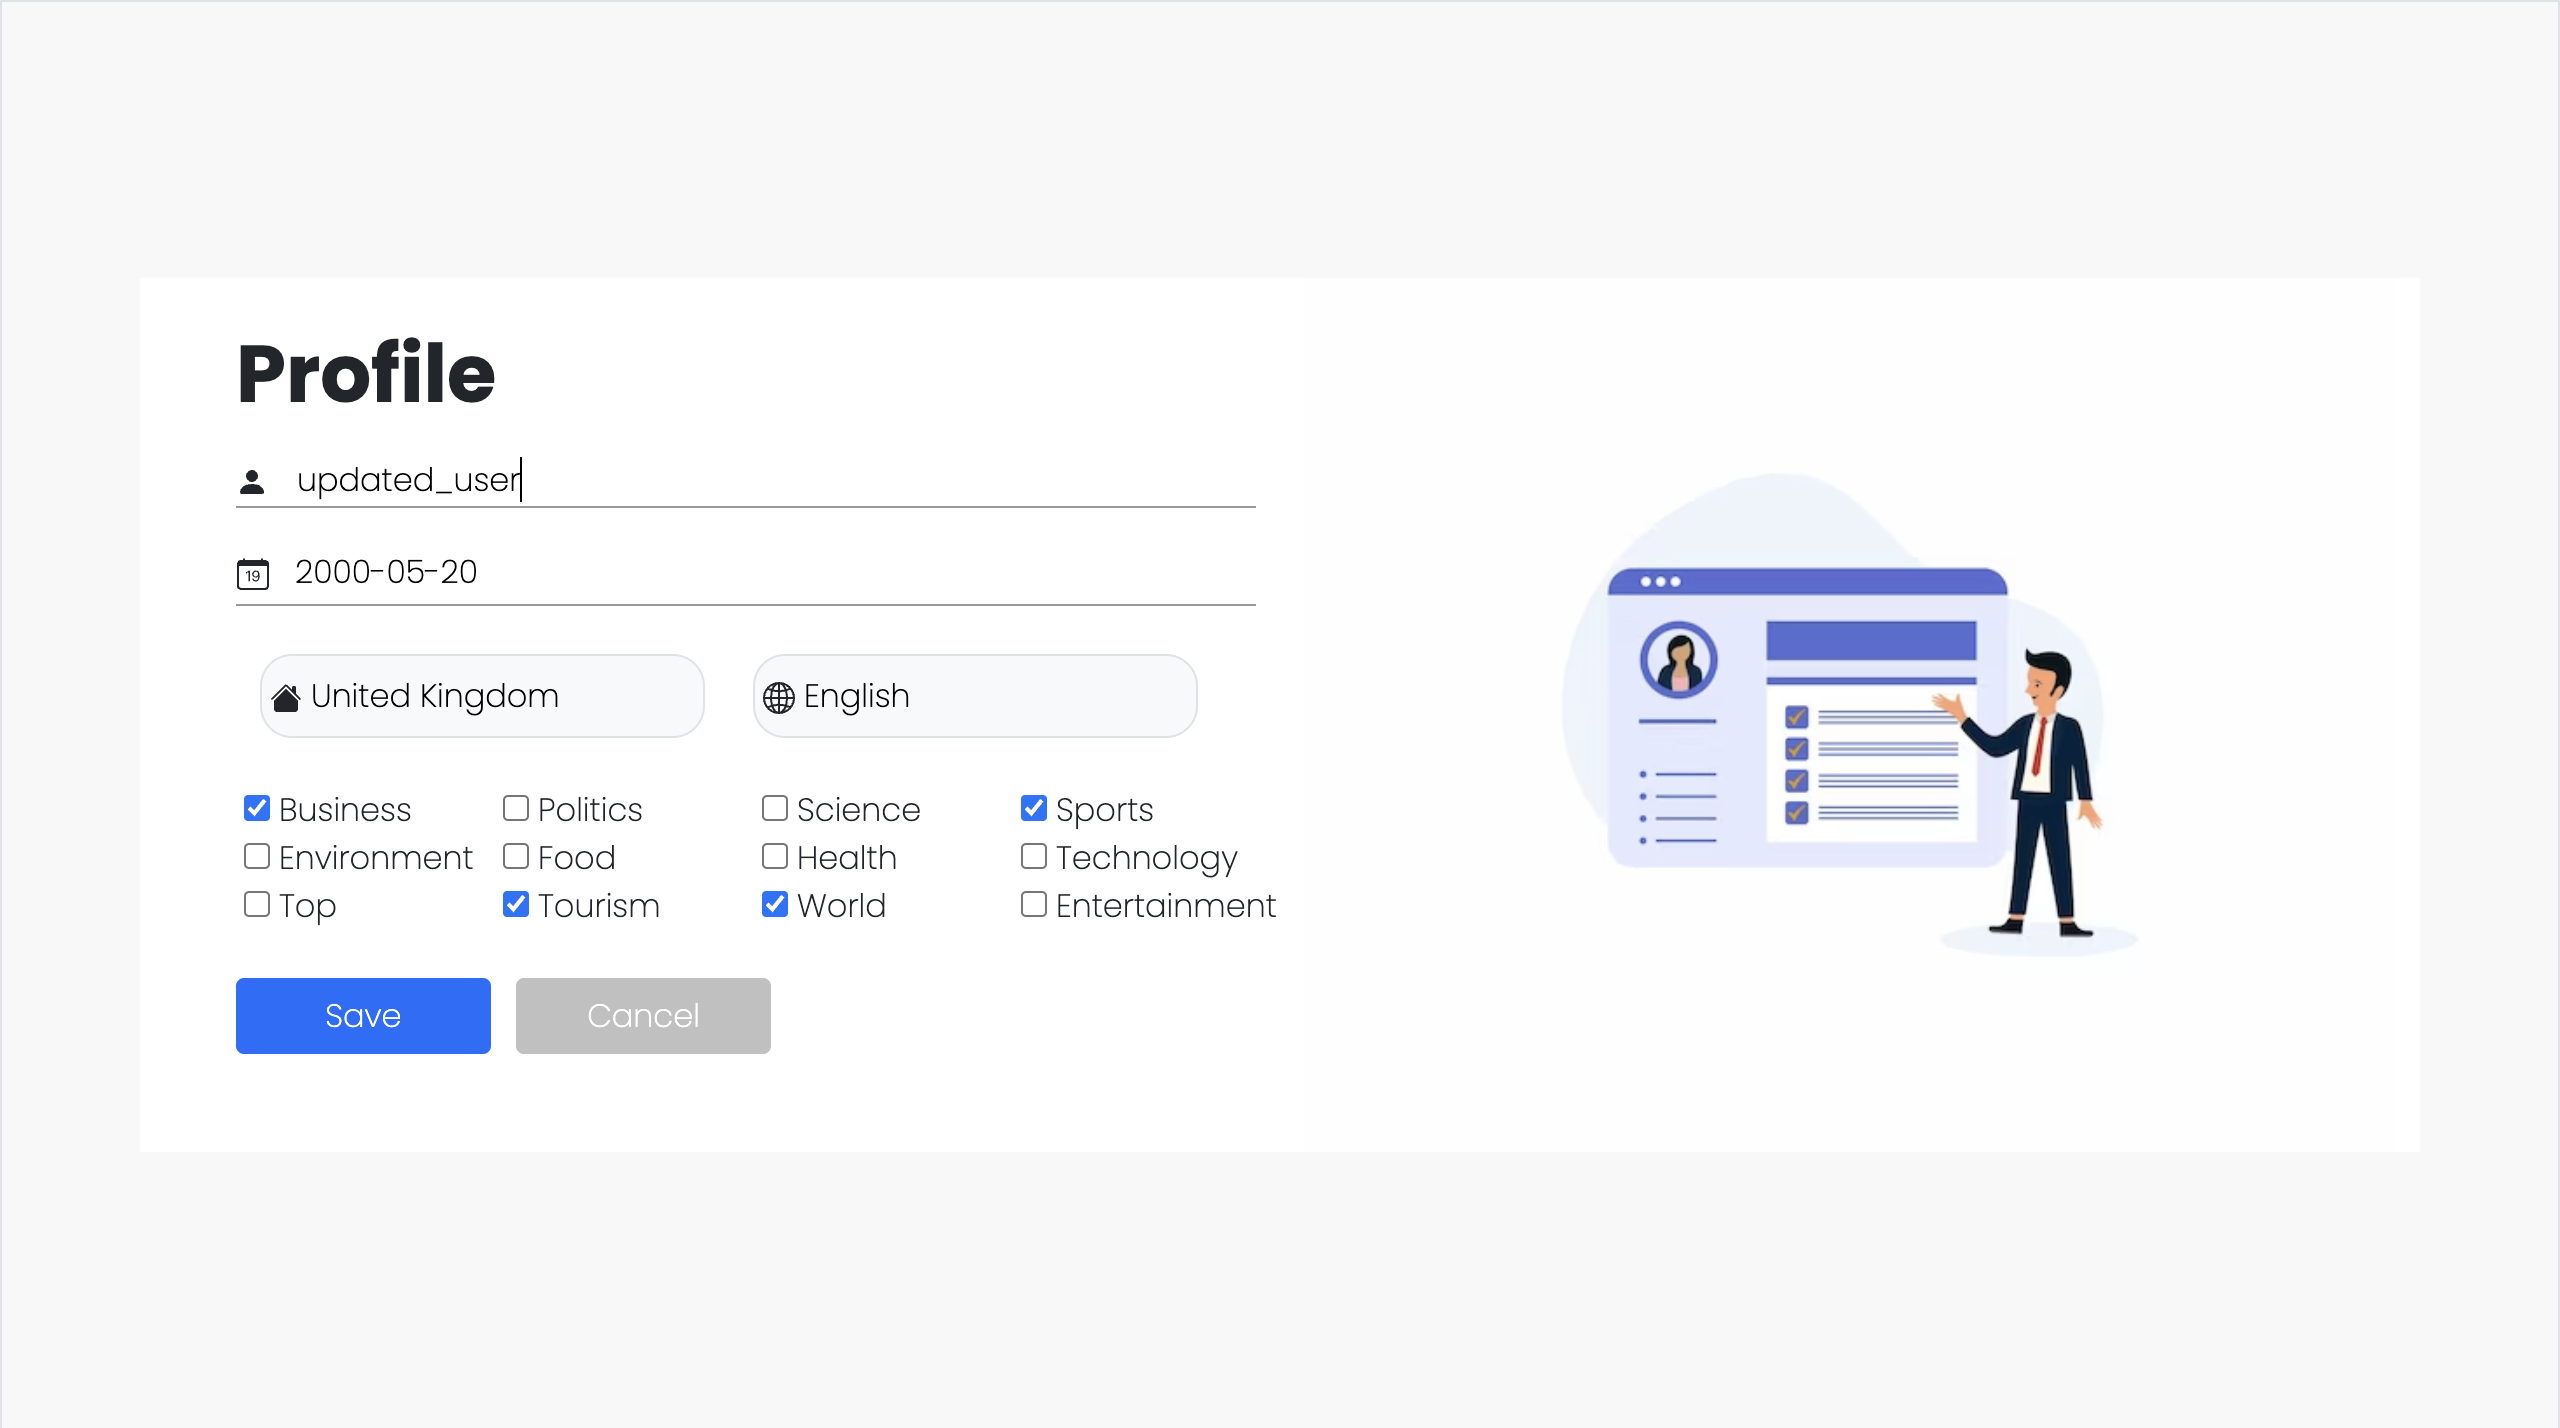 Profile
updated_user
19
2000-05-20
United Kingdom English
Business Politics Science Sports
Environment Food Health Technology
Top Tourism World Entertainment
Save Cancel